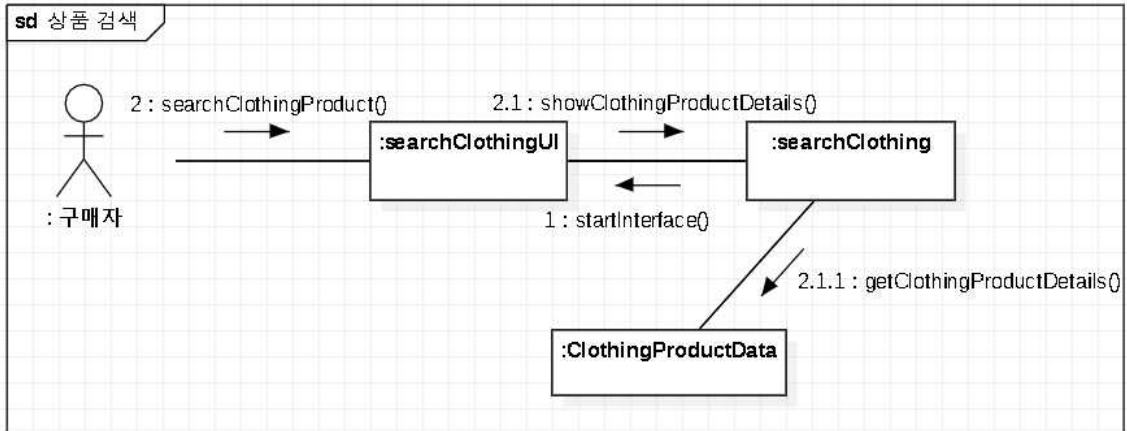 sd 상품 검색
2 : searchClothingProduct()
2.1 : showClothingProductDetails()
:searchClothingUI
:searchClothing
1 : startInterface()
: 구매자
2.1.1 : getClothingProductDetails()
:ClothingProductData